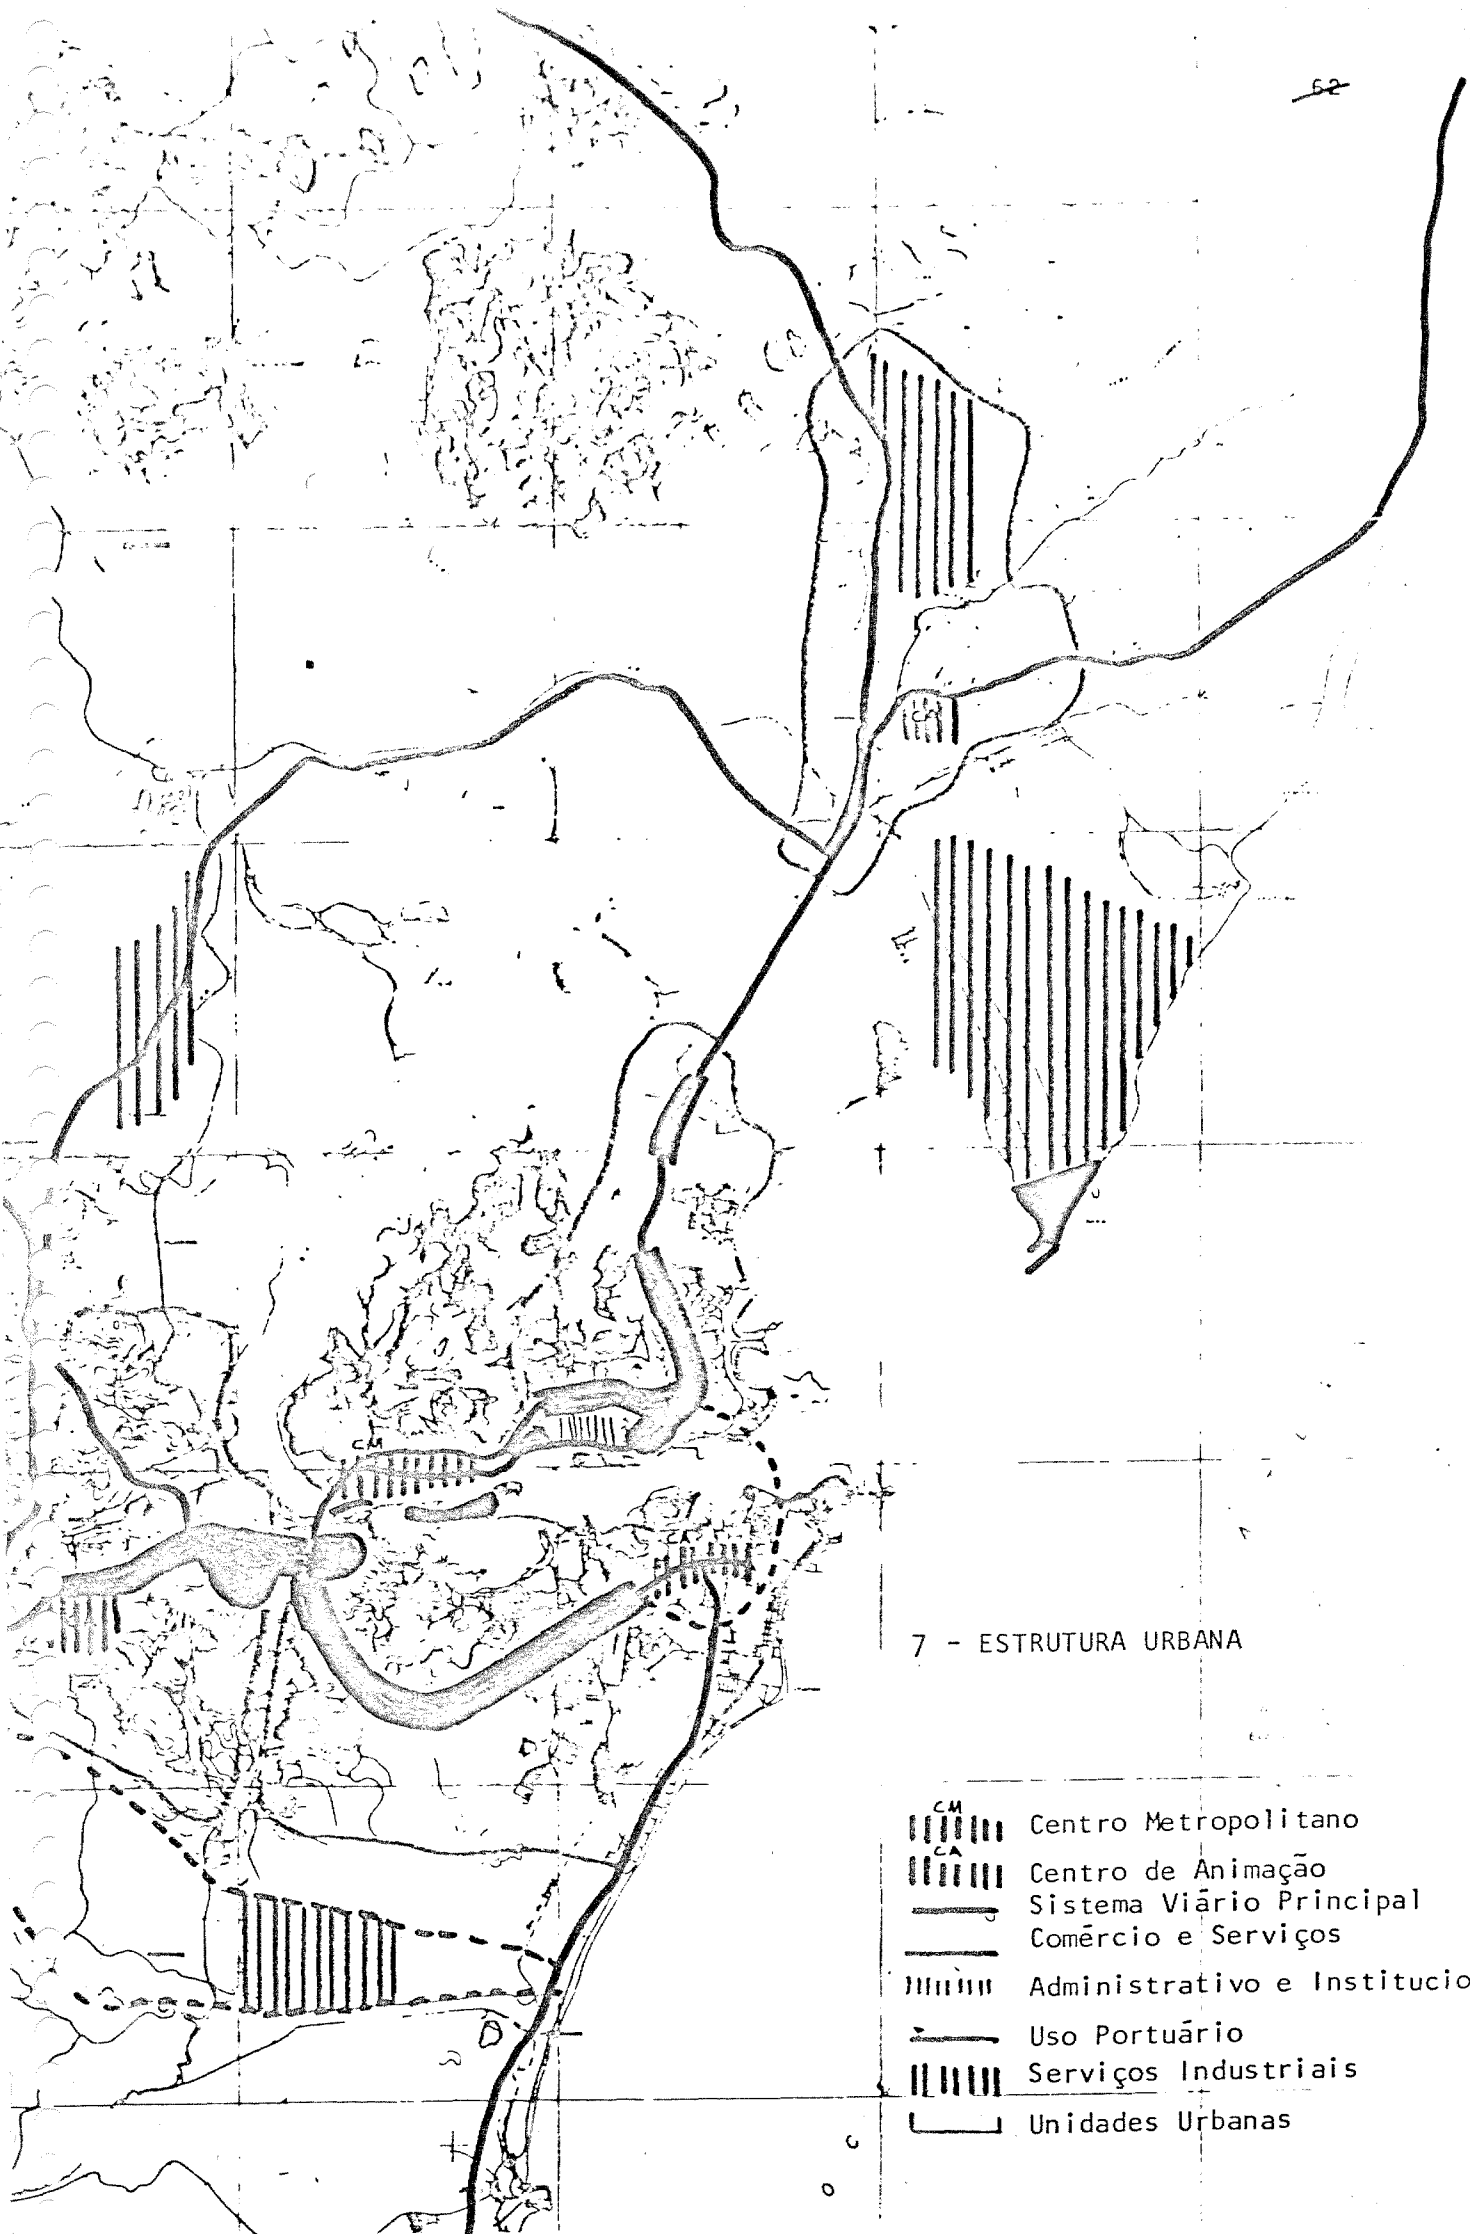 62
CM
CA
7 - ESTRUTURA URBANA
CM
Centro Metropolitano
CA
Centro de Animação
Sistema Viário Principal
Comércio e Serviços
Administrativo e Institucio
Uso Portuário
Serviços Industriais
Unidades Urbanas